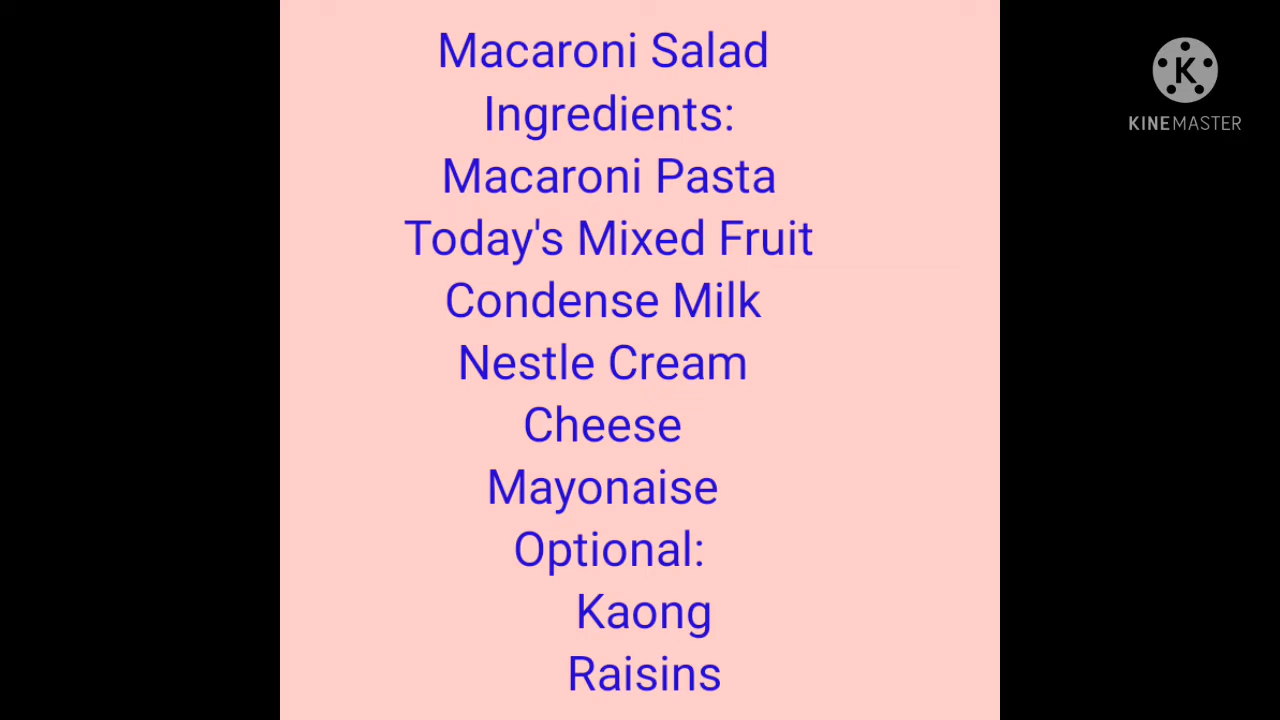 Macaroni Salad
Ingredients:
Macaroni Pasta
Today's Mixed Fruit
Condense Milk
Nestle Cream
Cheese
Mayonaise
Optional:
Kaong
Raisins
K
KINEMASTER